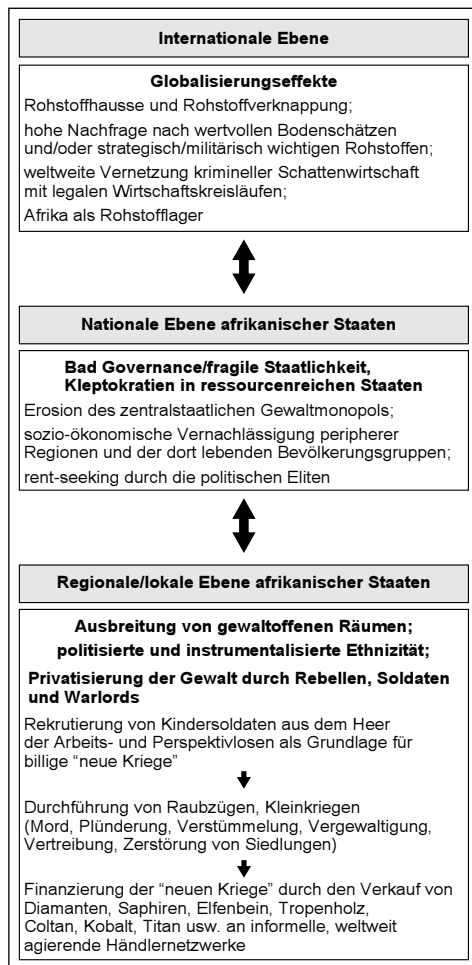 Internationale Ebene
Globalisierungseffekte
Rohstoffhausse und Rohstoffverknappung;
hohe Nachfrage nach wertvollen Bodenschätzen
und/oder strategisch/militärisch wichtigen Rohstoffen;
weltweite Vernetzung krimineller Schattenwirtschaft
mit legalen Wirtschaftskreisläufen;
Afrika als Rohstofflager
Nationale Ebene afrikanischer Staaten
Bad Governance/fragile Staatlichkeit,
Kleptokratien in ressourcenreichen Staaten
Erosion des zentralstaatlichen Gewaltmonopols;
sozio-ökonomische Vernachlässigung peripherer
Regionen und der dort lebenden Bevölkerungsgruppen;
rent-seeking durch die politischen Eliten
Regionale/lokale Ebene afrikanischer Staaten
Ausbreitung von gewaltoffenen Räumen;
politisierte und instrumentalisierte Ethnizität;
Privatisierung der Gewalt durch Rebellen, Soldaten
und Warlords
Rekrutierung von Kindersoldaten aus dem Heer
der Arbeits- und Perspektivlosen als Grundlage für
billige “neue Kriege”
Durchführung von Raubzügen, Kleinkriegen
(Mord, Plünderung, Verstümmelung, Vergewaltigung,
Vertreibung, Zerstörung von Siedlungen)
Finanzierung der “neuen Kriege” durch den Verkauf von
Diamanten, Saphiren, Elfenbein, Tropenholz,
Coltan, Kobalt, Titan usw. an informelle, weltweit
agierende Händlernetzwerke